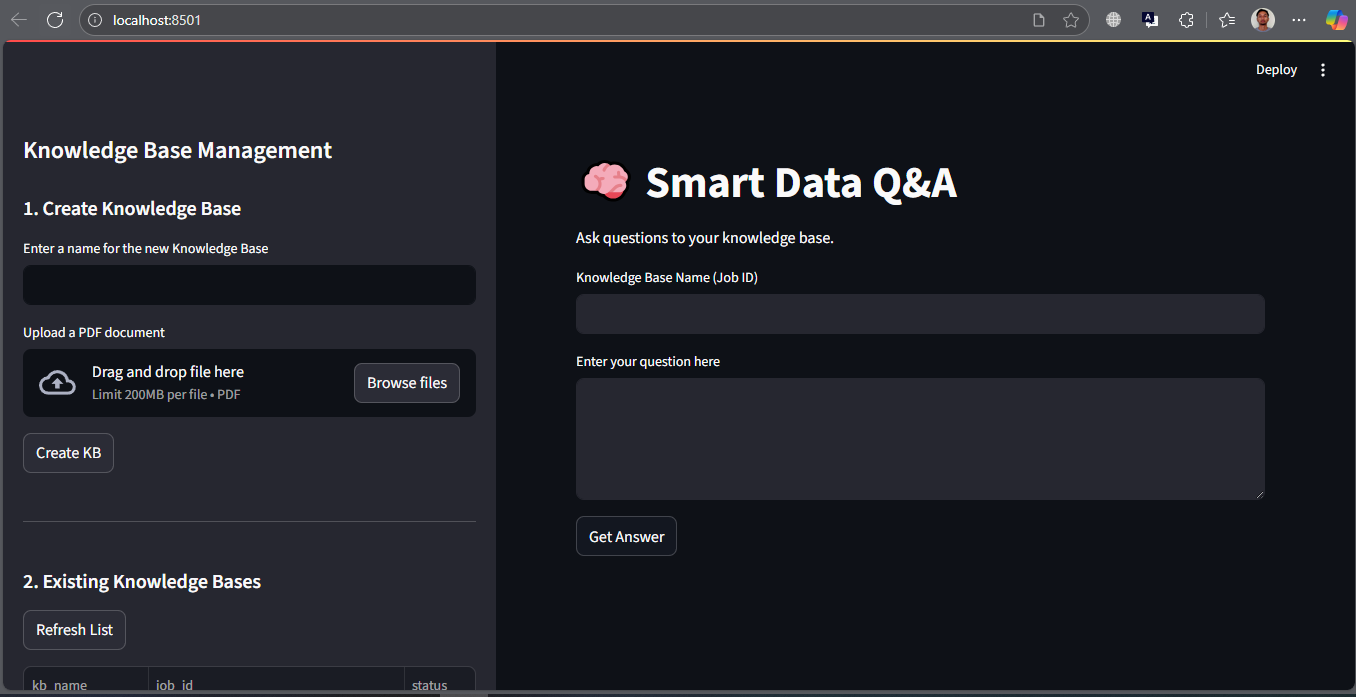 localhost:8501
Deploy
Knowledge Base Management
1. Create Knowledge Base
Enter a name for the new Knowledge Base
Upload a PDF document
Drag and drop file here
Limit 200MB per file • PDF
Browse files
Create KB
2. Existing Knowledge Bases
Refresh List
kb_name job_id status
Smart Data Q&A
Ask questions to your knowledge base.
Knowledge Base Name (Job ID)
Enter your question here
Get Answer